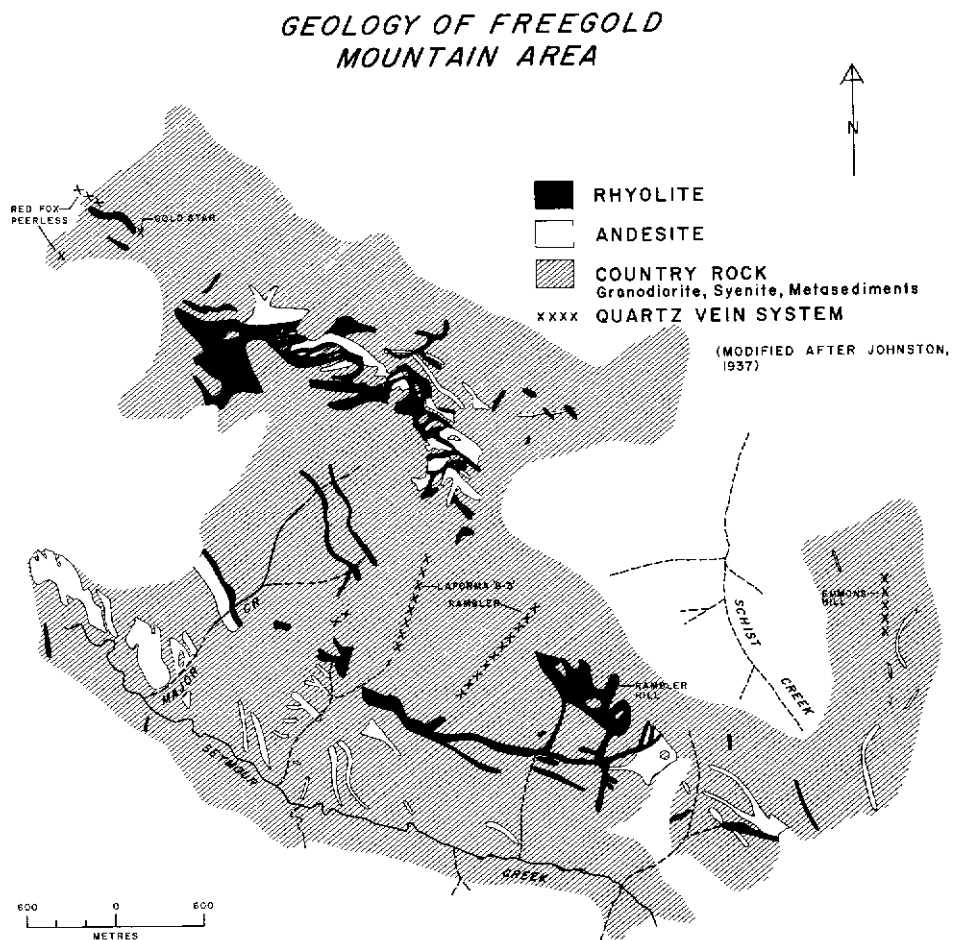 GEOLOGY OF FREEGOLD
MOUNTAIN AREA
N
RED FOX
PEERLESS
GOLD STAR
RHYOLITE
ANDESITE
COUNTRY ROCK
Granodiorite, Syenite, Metasediments
xxxx QUARTZ VEIN SYSTEM
(MODIFIED AFTER JOHNSTON,
1937)
LAFORMA "G-3"
RAMBLER
EMMONS
HILL
SCHIST
CREEK
MAJOR CR
RAMBLER
HILL
SEYMOUR
CREEK
600 0 600
METRES